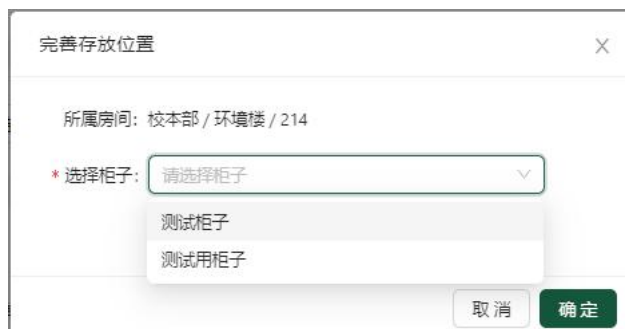 完善存放位置
所属房间：校本部 / 环境楼 / 214
* 选择柜子： 请选择柜子
测试柜子
测试用柜子
取消 确定